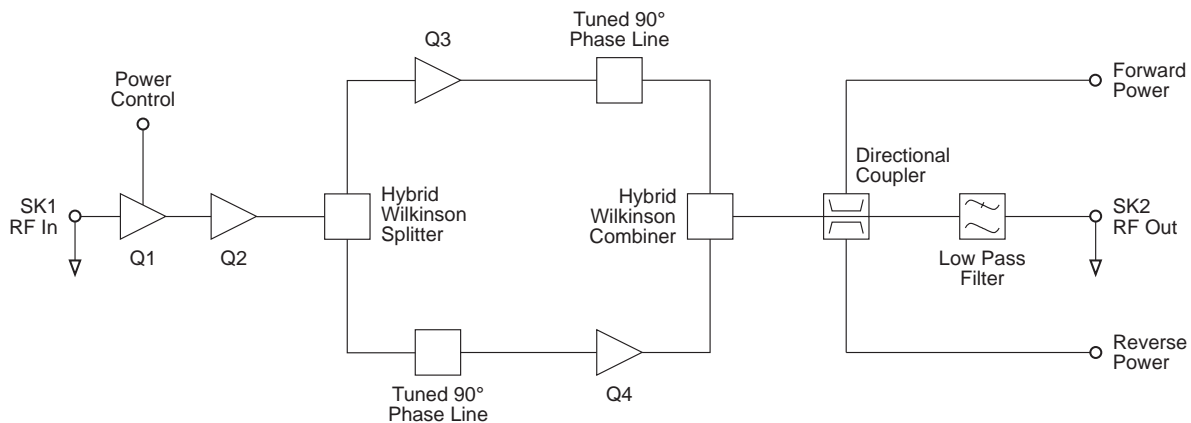 Tuned 90°
Phase Line
Q3
Power
Control
Forward
Power
Directional
Coupler
SK1
RF In
Q1
Q2
Hybrid
Wilkinson
Splitter
Hybrid
Wilkinson
Combiner
SK2
RF Out
Low Pass
Filter
Reverse
Power
Tuned 90°
Phase Line
Q4